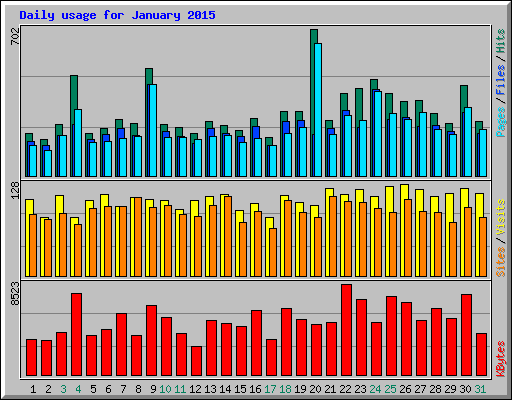 Daily usage for January 2015
702
Pages / Files / Hits
128
Sites / Visits
8523
KBytes
1 2 3 4 5 6 7 8 9 10 11 12 13 14 15 16 17 18 19 20 21 22 23 24 25 26 27 28 29 30 31